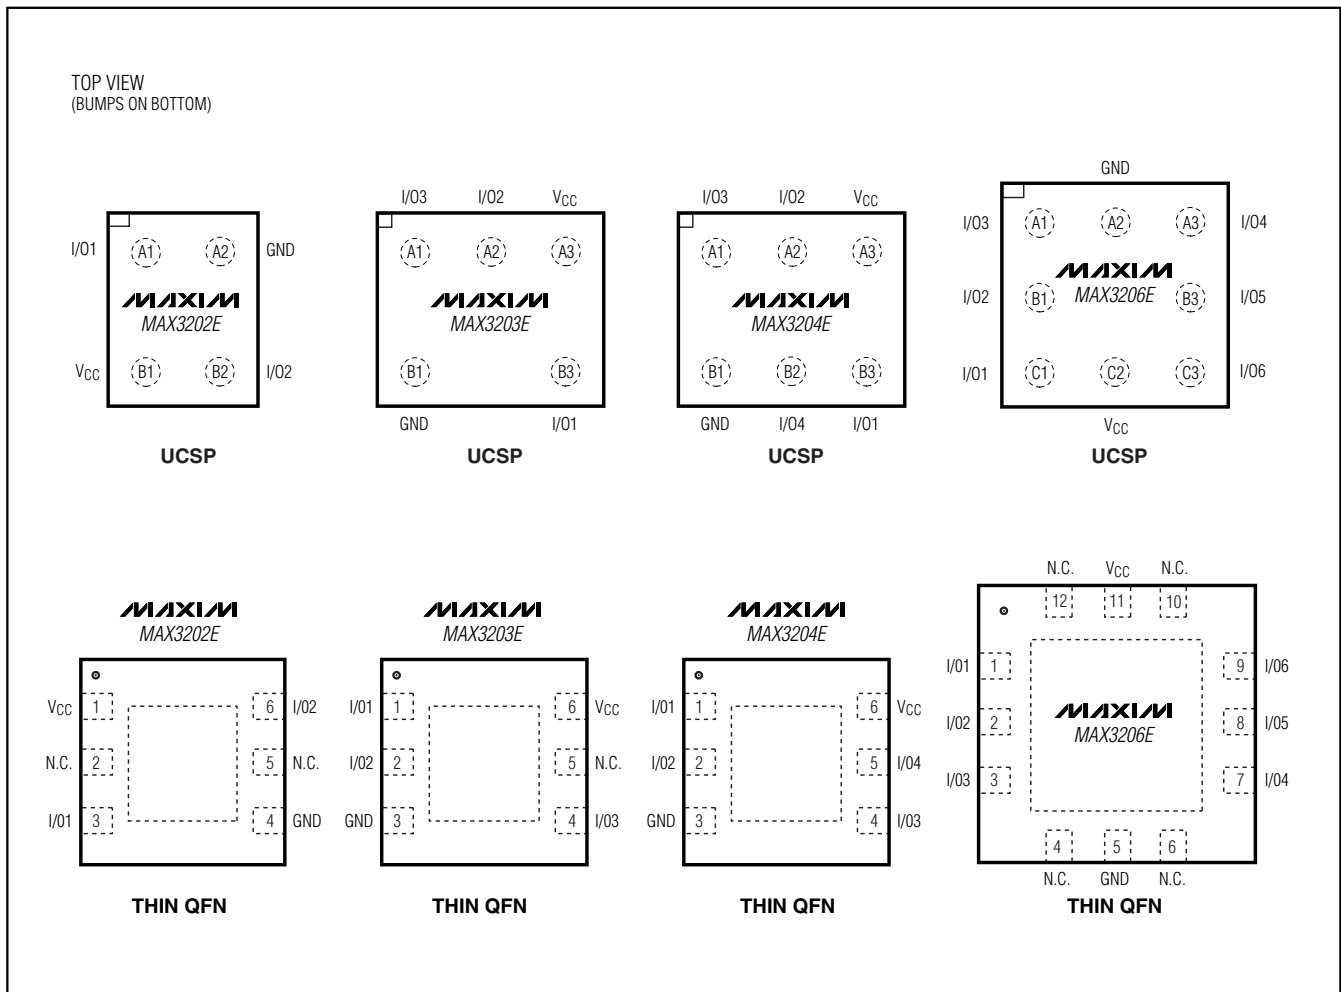 TOP VIEW
(BUMPS ON BOTTOM)
I/O1
A1
A2
GND
MAXIM
MAX3202E
VCC
B1
B2
I/O2
UCSP
I/O3 I/O2 VCC
A1 A2 A3
MAXIM
MAX3203E
B1 B3
GND I/O1
UCSP
I/O3 I/O2 VCC
A1 A2 A3
MAXIM
MAX3204E
B1 B2 B3
GND I/O4 I/O1
UCSP
GND
I/O3 A1 A2 A3 I/O4
MAXIM
MAX3206E
I/O2 B1 B3 I/O5
I/O1 C1 C2 C3 I/O6
VCC
UCSP
MAXIM
MAX3202E
VCC 1 6 I/O2
N.C. 2 5 N.C.
I/O1 3 4 GND
THIN QFN
MAXIM
MAX3203E
I/O1 1 6 VCC
I/O2 2 5 N.C.
GND 3 4 I/O3
THIN QFN
MAXIM
MAX3204E
I/O1 1 6 VCC
I/O2 2 5 I/O4
GND 3 4 I/O3
THIN QFN
N.C. VCC N.C.
12 11 10
I/O1 1 9 I/O6
MAXIM
I/O2 2 8 I/O5
MAX3206E
I/O3 3 7 I/O4
4 5 6
N.C. GND N.C.
THIN QFN